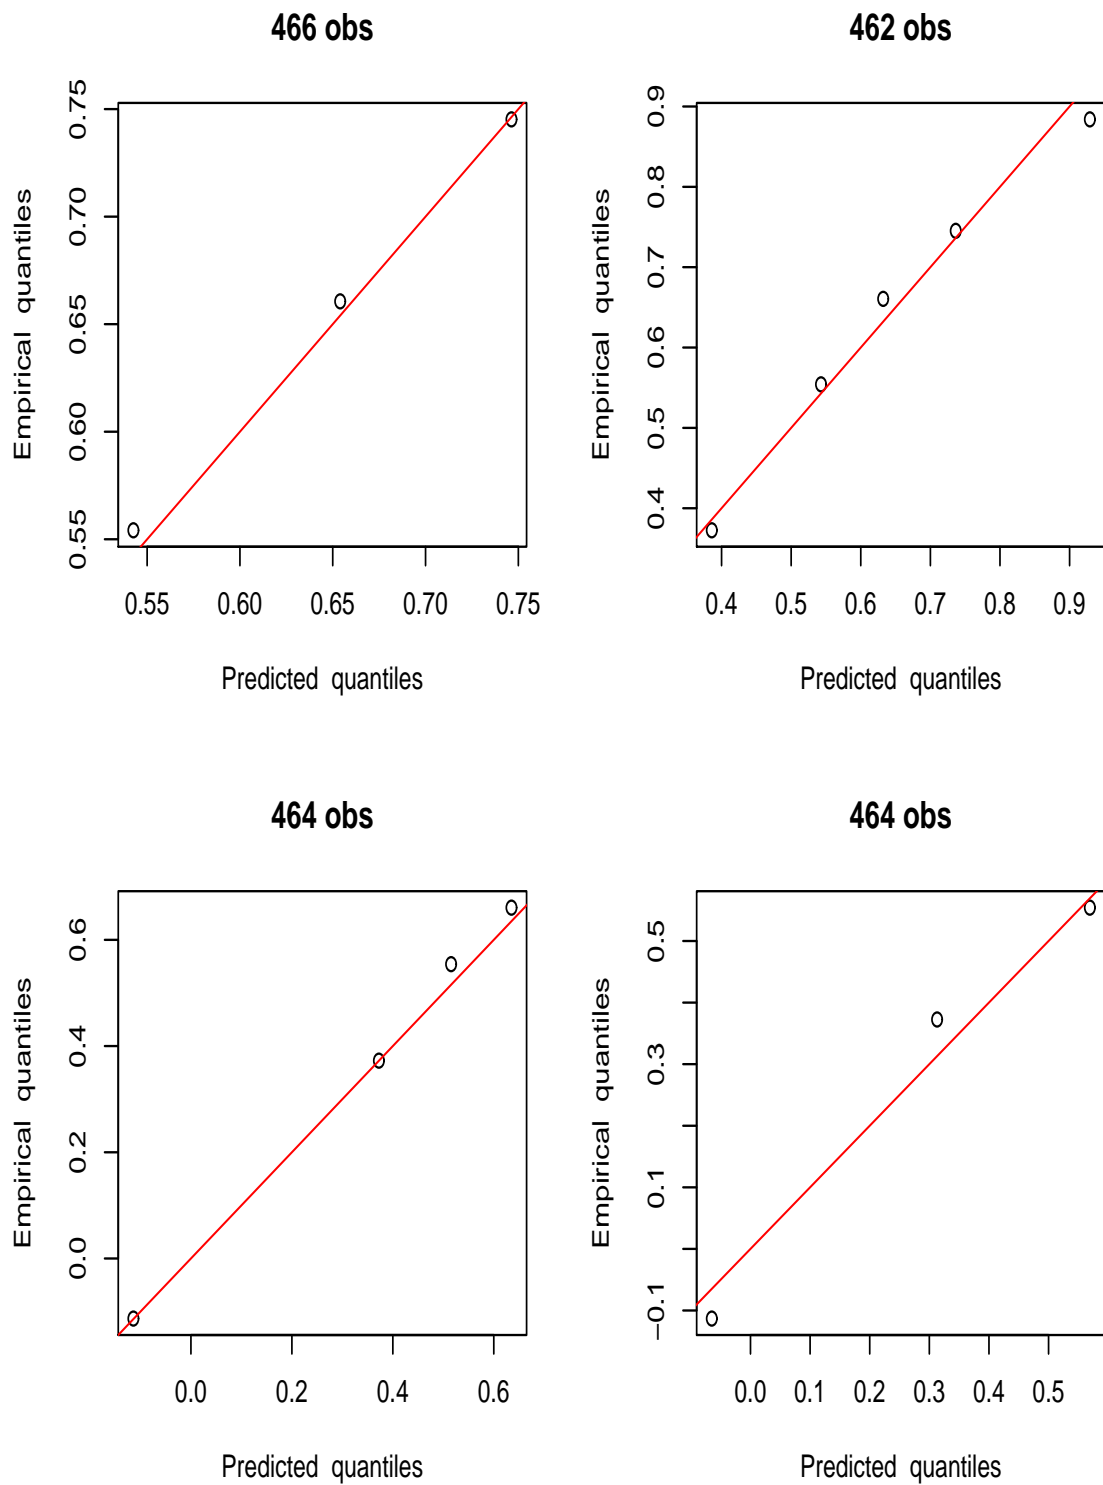 466 obs
Empirical quantiles
0.75
0.70
0.65
0.60
0.55
0.55 0.60 0.65 0.70 0.75
Predicted quantiles
462 obs
Empirical quantiles
0.9
0.8
0.7
0.6
0.5
0.4
0.4 0.5 0.6 0.7 0.8 0.9
Predicted quantiles
464 obs
Empirical quantiles
0.6
0.4
0.2
0.0
0.0 0.2 0.4 0.6
Predicted quantiles
464 obs
Empirical quantiles
0.5
0.3
0.1
−0.1
0.0 0.1 0.2 0.3 0.4 0.5
Predicted quantiles